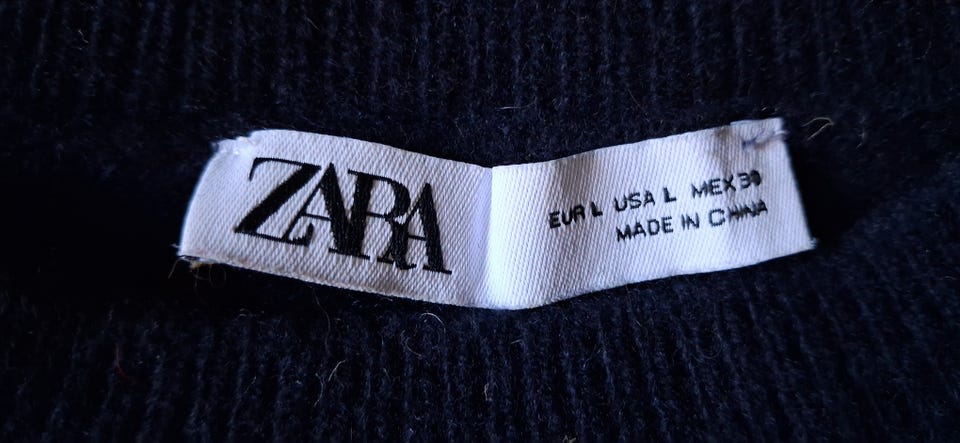 ZARA
EUR L USA L MEX 30
MADE IN CHINA